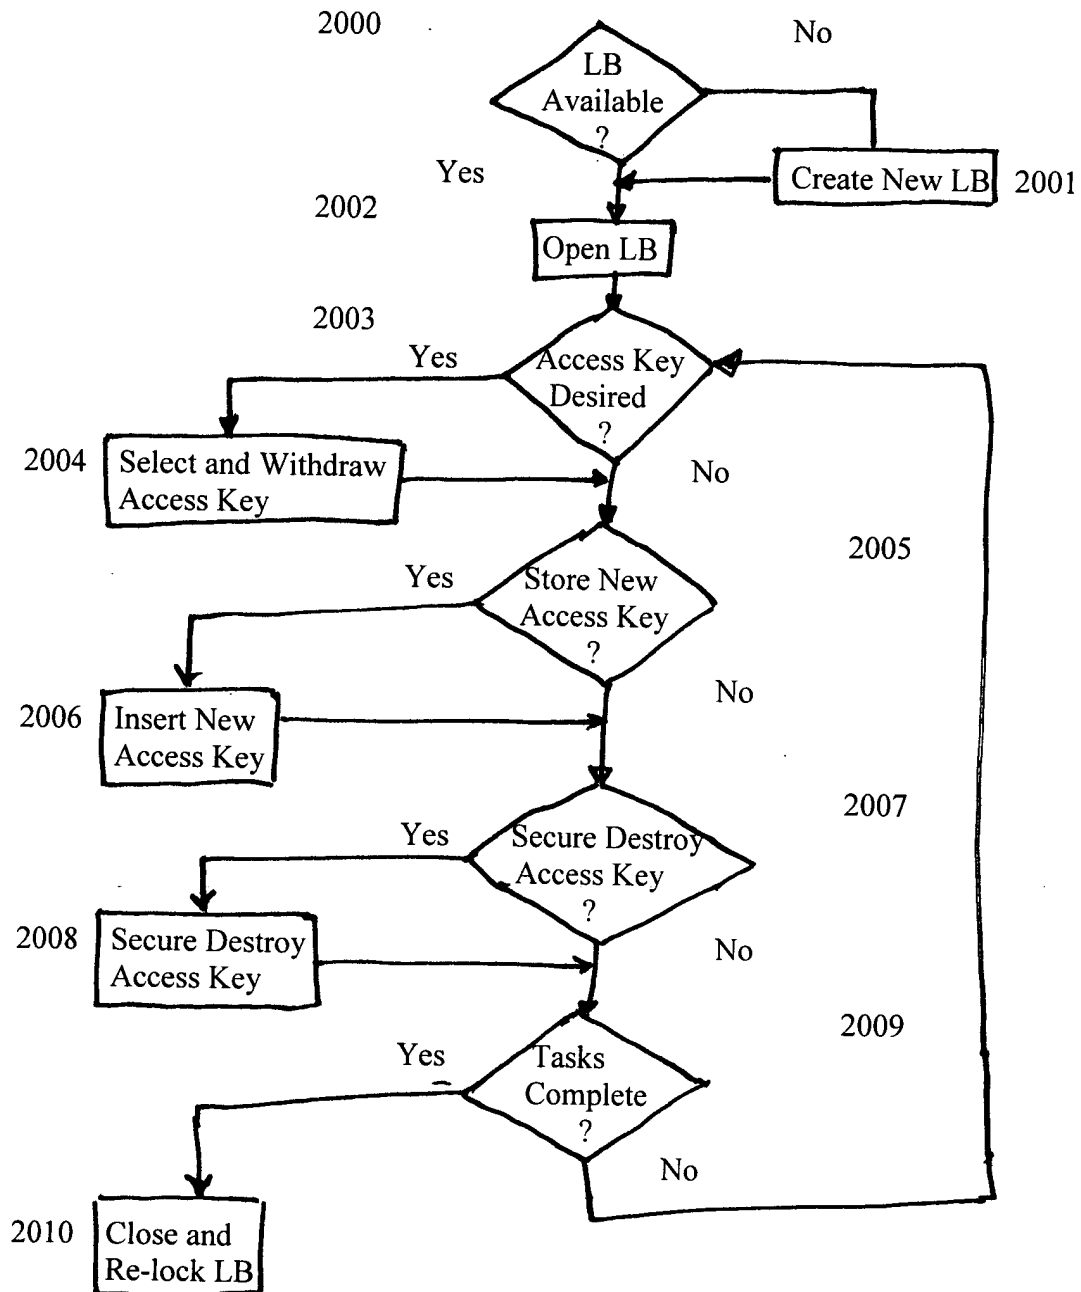 2000
No
LB
Available
?
Yes
Create New LB
2001
2002
Open LB
2003
Yes
Access Key
Desired
?
No
2004
Select and Withdraw
Access Key
2005
Yes
Store New
Access Key
?
No
2006
Insert New
Access Key
2007
Yes
Secure Destroy
Access Key
?
No
2008
Secure Destroy
Access Key
2009
Yes
Tasks
Complete
?
No
2010
Close and
Re-lock LB